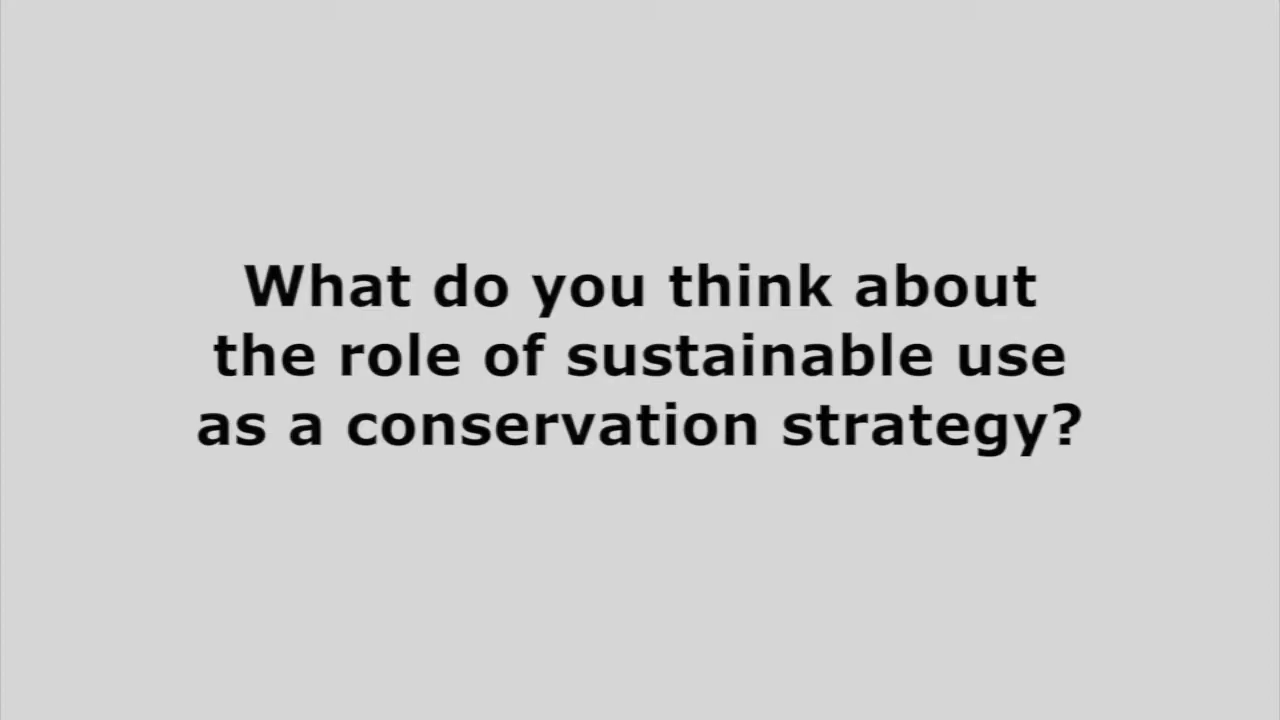 What do you think about
the role of sustainable use
as a conservation strategy?